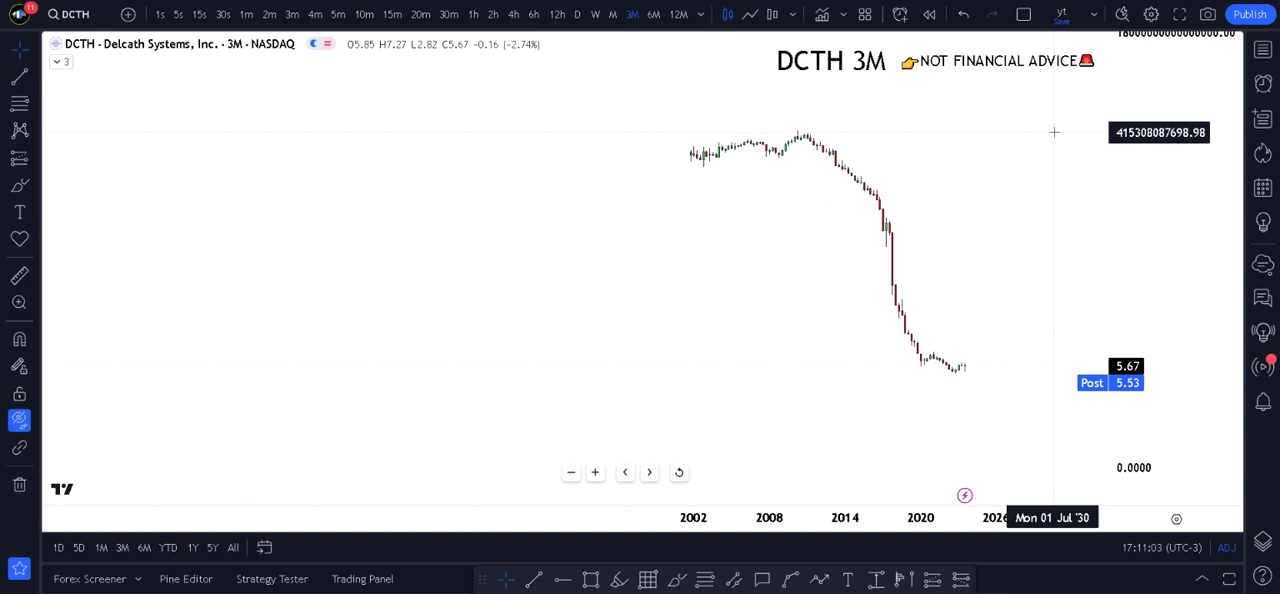 11 DCTH 1s 5s 15s 30s 1m 2m 3m 4m 5m 10m 15m 20m 30m 1h 2h 4h 6h 12h D W M 3M 6M 12M yt Save Publish
DCTH · Delcath Systems, Inc. · 3M · NASDAQ O5.85 H7.27 L2.82 C5.67 −0.16 (−2.74%)
3
DCTH 3M 👉NOT FINANCIAL ADVICE🚨
415308087698.98
5.67
Post 5.53
0.0000
2002 2008 2014 2020 2026 Mon 01 Jul '30
1D 5D 1M 3M 6M YTD 1Y 5Y All 17:11:03 (UTC-3) ADJ
Forex Screener Pine Editor Strategy Tester Trading Panel